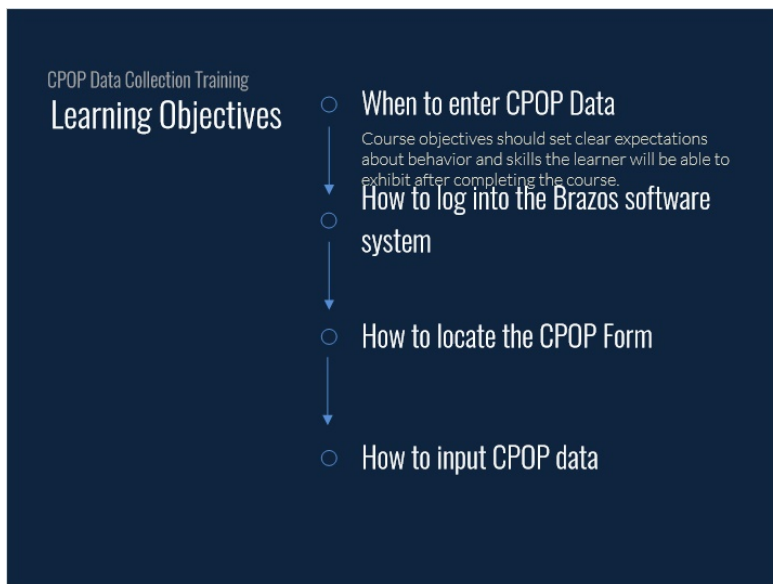 CPOP Data Collection Training
Learning Objectives
When to enter CPOP Data
Course objectives should set clear expectations
about behavior and skills the learner will be able to
exhibit after completing the course.
How to log into the Brazos software
system
How to locate the CPOP Form
How to input CPOP data